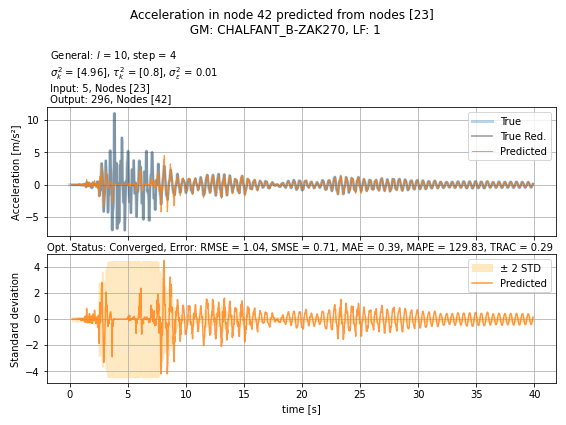 Acceleration in node 42 predicted from nodes [23]
GM: CHALFANT_B-ZAK270, LF: 1
General: l = 10, step = 4
σ²ₖ = [4.96], τ²ₖ = [0.8], σ²ε = 0.01
Input: 5, Nodes [23]
Output: 296, Nodes [42]
10
5
0
−5
Acceleration [m/s²]
True
True Red.
Predicted
Opt. Status: Converged, Error: RMSE = 1.04, SMSE = 0.71, MAE = 0.39, MAPE = 129.83, TRAC = 0.29
4
2
0
−2
−4
Standard deviation
± 2 STD
Predicted
0 5 10 15 20 25 30 35 40
time [s]